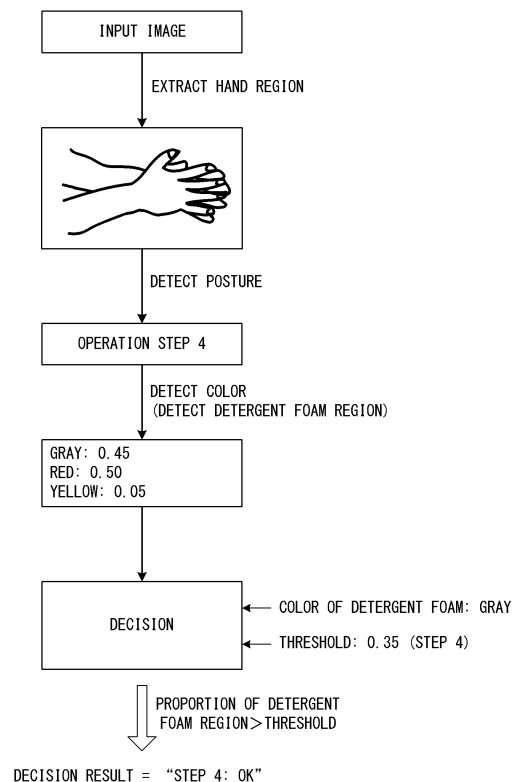 INPUT IMAGE
EXTRACT HAND REGION
DETECT POSTURE
OPERATION STEP 4
DETECT COLOR
(DETECT DETERGENT FOAM REGION)
GRAY: 0.45
RED: 0.50
YELLOW: 0.05
DECISION
COLOR OF DETERGENT FOAM: GRAY
THRESHOLD: 0.35 (STEP 4)
PROPORTION OF DETERGENT
FOAM REGION>THRESHOLD
DECISION RESULT = “STEP 4: OK”